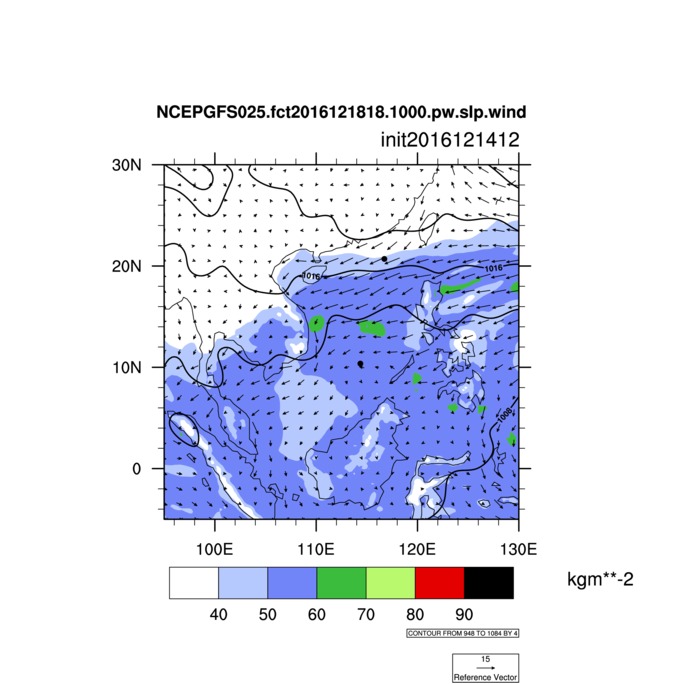 NCEPGFS025.fct2016121818.1000.pw.slp.wind
init2016121412
30N
20N
10N
0
1016
1016
1008
100E 110E 120E 130E
kgm**-2
40 50 60 70 80 90
CONTOUR FROM 948 TO 1084 BY 4
15
Reference Vector